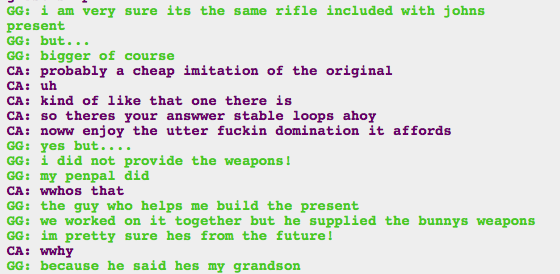 GG: i am very sure its the same rifle included with johns
present
GG: but...
GG: bigger of course
CA: probably a cheap imitation of the original
CA: uh
CA: kind of like that one there is
CA: so theres your answwer stable loops ahoy
CA: noww enjoy the utter fuckin domination it affords
GG: yes but....
GG: i did not provide the weapons!
GG: my penpal did
CA: wwhos that
GG: the guy who helps me build the present
GG: we worked on it together but he supplied the bunnys weapons
GG: im pretty sure hes from the future!
CA: wwhy
GG: because he said hes my grandson